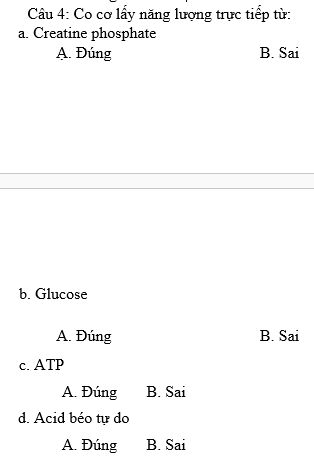 Câu 4: Co cơ lấy năng lượng trực tiếp từ:
a. Creatine phosphate
A. Đúng B. Sai
b. Glucose
A. Đúng B. Sai
c. ATP
A. Đúng B. Sai
d. Acid béo tự do
A. Đúng B. Sai